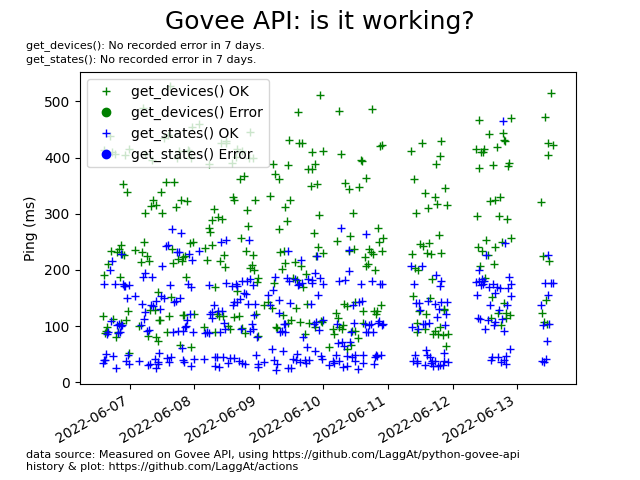 Govee API: is it working?
get_devices(): No recorded error in 7 days.
get_states(): No recorded error in 7 days.
get_devices() OK
get_devices() Error
get_states() OK
get_states() Error
Ping (ms)
500
400
300
200
100
0
2022-06-07
2022-06-08
2022-06-09
2022-06-10
2022-06-11
2022-06-12
2022-06-13
data source: Measured on Govee API, using https://github.com/LaggAt/python-govee-api
history & plot: https://github.com/LaggAt/actions